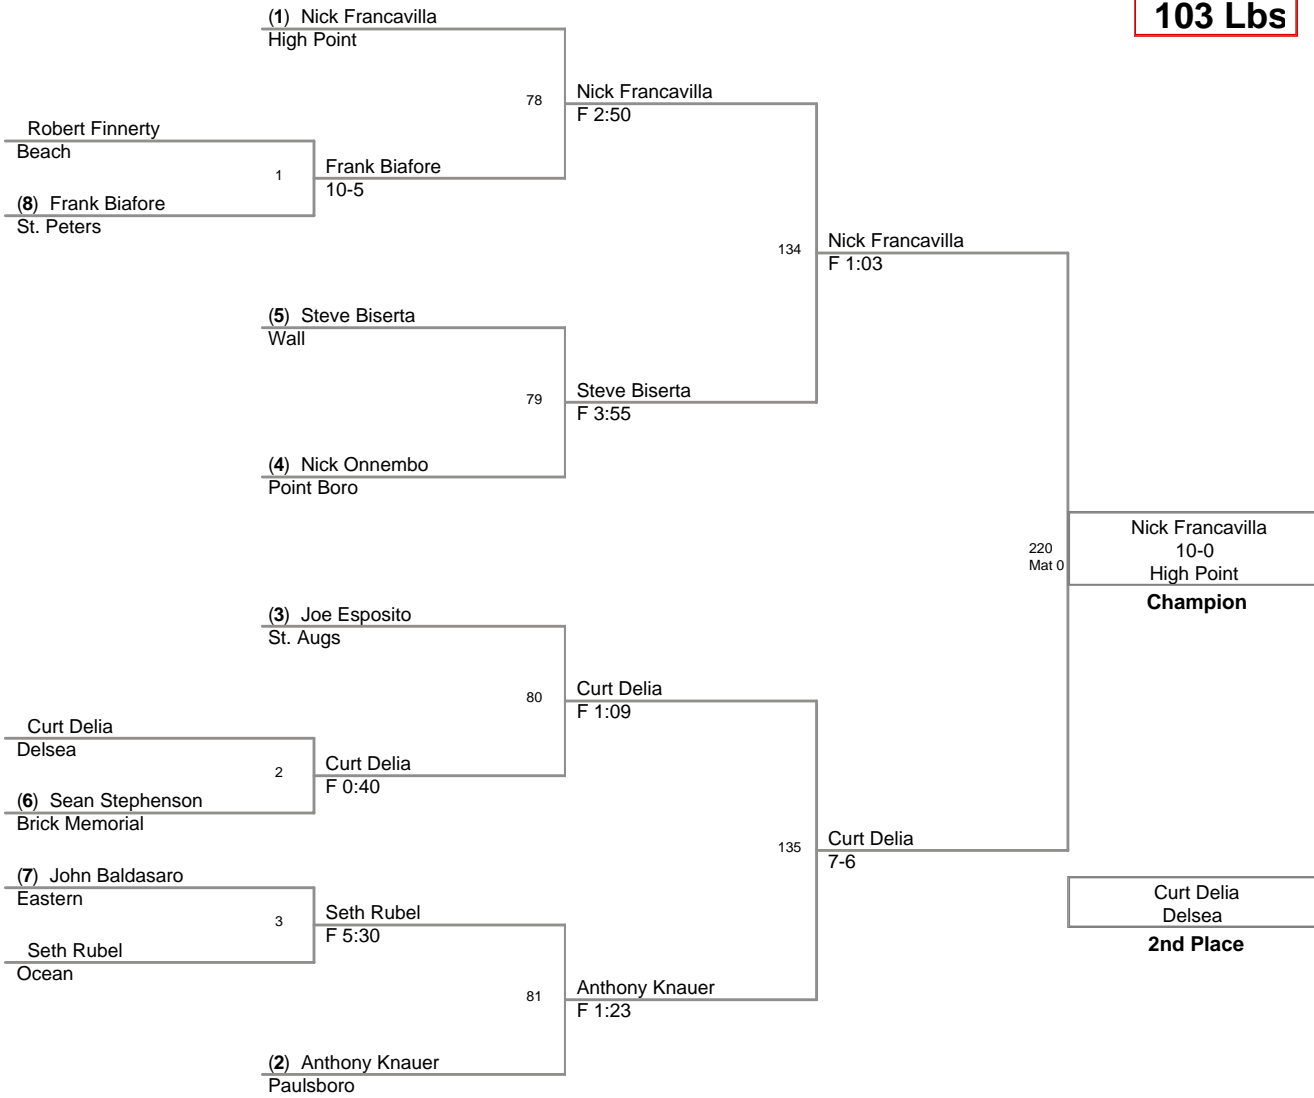 103 Lbs
(1) Nick Francavilla
High Point
78
Nick Francavilla
F 2:50
Robert Finnerty
Beach
1
Frank Biafore
10-5
(8) Frank Biafore
St. Peters
134
Nick Francavilla
F 1:03
(5) Steve Biserta
Wall
79
Steve Biserta
F 3:55
(4) Nick Onnembo
Point Boro
220
Mat 0
Nick Francavilla
10-0
High Point
Champion
(3) Joe Esposito
St. Augs
80
Curt Delia
F 1:09
Curt Delia
Delsea
2
Curt Delia
F 0:40
(6) Sean Stephenson
Brick Memorial
135
Curt Delia
7-6
(7) John Baldasaro
Eastern
3
Seth Rubel
F 5:30
Seth Rubel
Ocean
81
Anthony Knauer
F 1:23
(2) Anthony Knauer
Paulsboro
Curt Delia
Delsea
2nd Place